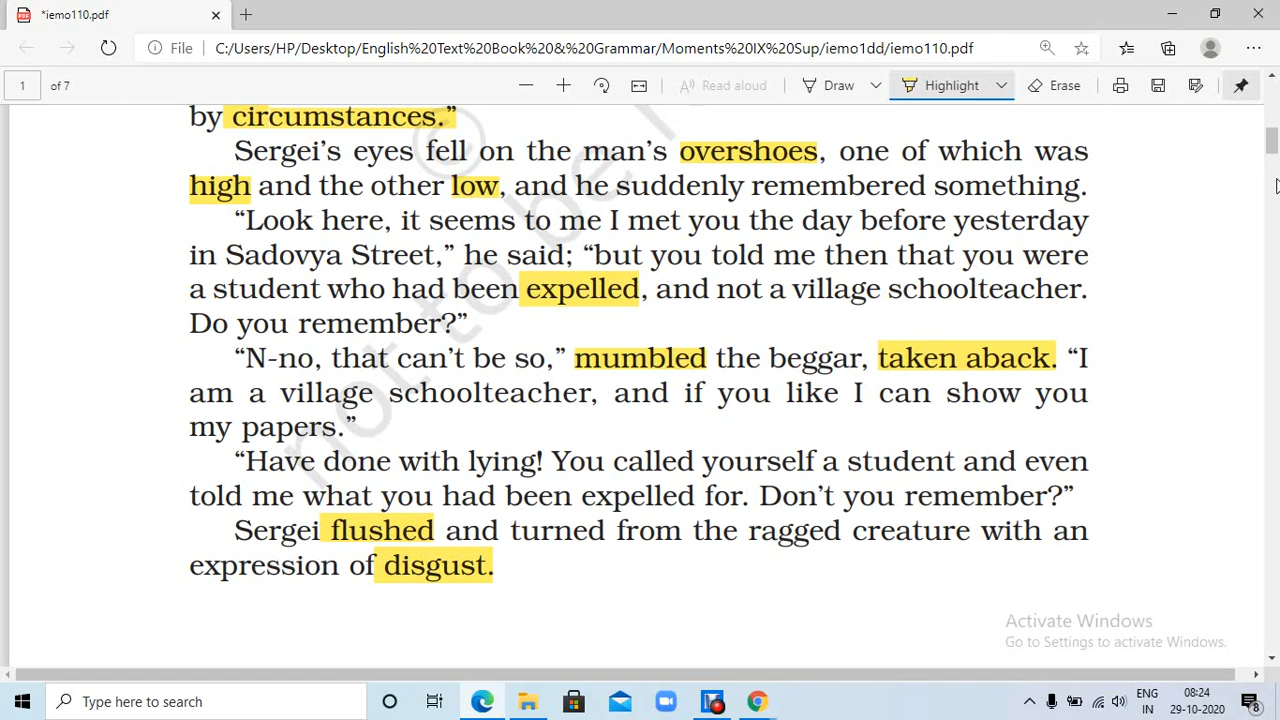 *iemo110.pdf
File C:/Users/HP/Desktop/English%20Text%20Book%20&%20Grammar/Moments%20IX%20Sup/iemo1dd/iemo110.pdf
1 of 7 Read aloud Draw Highlight Erase
by circumstances.”
Sergei’s eyes fell on the man’s overshoes, one of which was
high and the other low, and he suddenly remembered something.
“Look here, it seems to me I met you the day before yesterday
in Sadovya Street,” he said; “but you told me then that you were
a student who had been expelled, and not a village schoolteacher.
Do you remember?”
“N-no, that can’t be so,” mumbled the beggar, taken aback. “I
am a village schoolteacher, and if you like I can show you
my papers.”
“Have done with lying! You called yourself a student and even
told me what you had been expelled for. Don’t you remember?”
Sergei flushed and turned from the ragged creature with an
expression of disgust.
©
not to be r
Activate Windows
Go to Settings to activate Windows.
Type here to search
ENG
IN
08:24
29-10-2020
8